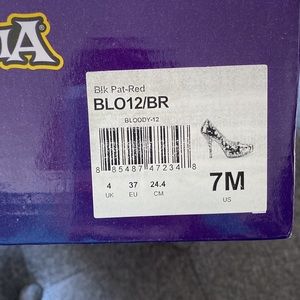 IA
Blk Pat-Red
BLO12/BR
BLOODY-12
8 85487 47234 8
4 37 24.4
UK EU CM
7M
US